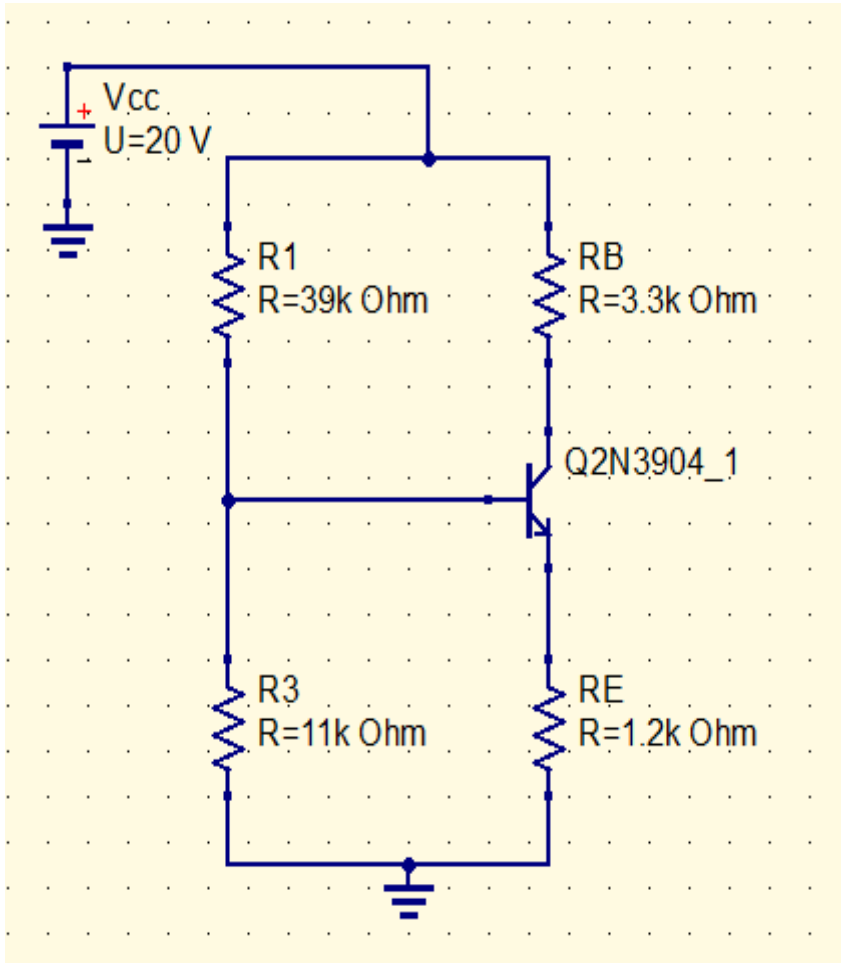 Vcc
U=20 V
R1
R=39k Ohm
RB
R=3.3k Ohm
Q2N3904_1
R3
R=11k Ohm
RE
R=1.2k Ohm